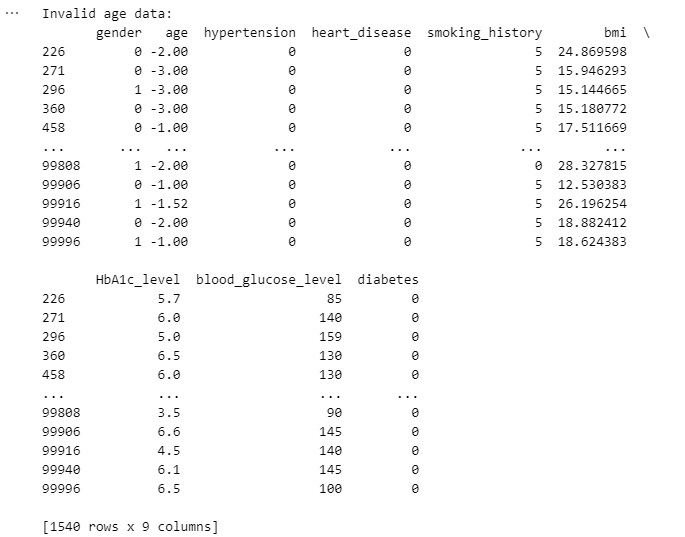 ... Invalid age data:
gender age hypertension heart_disease smoking_history bmi \
226 0 -2.00 0 0 5 24.869598
271 0 -3.00 0 0 5 15.946293
296 1 -3.00 0 0 5 15.144665
360 0 -3.00 0 0 5 15.180772
458 0 -1.00 0 0 5 17.511669
... ... ... ... ... ... ...
99808 1 -2.00 0 0 0 28.327815
99906 0 -1.00 0 0 5 12.530383
99916 1 -1.52 0 0 5 26.196254
99940 0 -2.00 0 0 5 18.882412
99996 1 -1.00 0 0 5 18.624383
HbA1c_level blood_glucose_level diabetes
226 5.7 85 0
271 6.0 140 0
296 5.0 159 0
360 6.5 130 0
458 6.0 130 0
... ... ... ...
99808 3.5 90 0
99906 6.6 145 0
99916 4.5 140 0
99940 6.1 145 0
99996 6.5 100 0
[1540 rows x 9 columns]